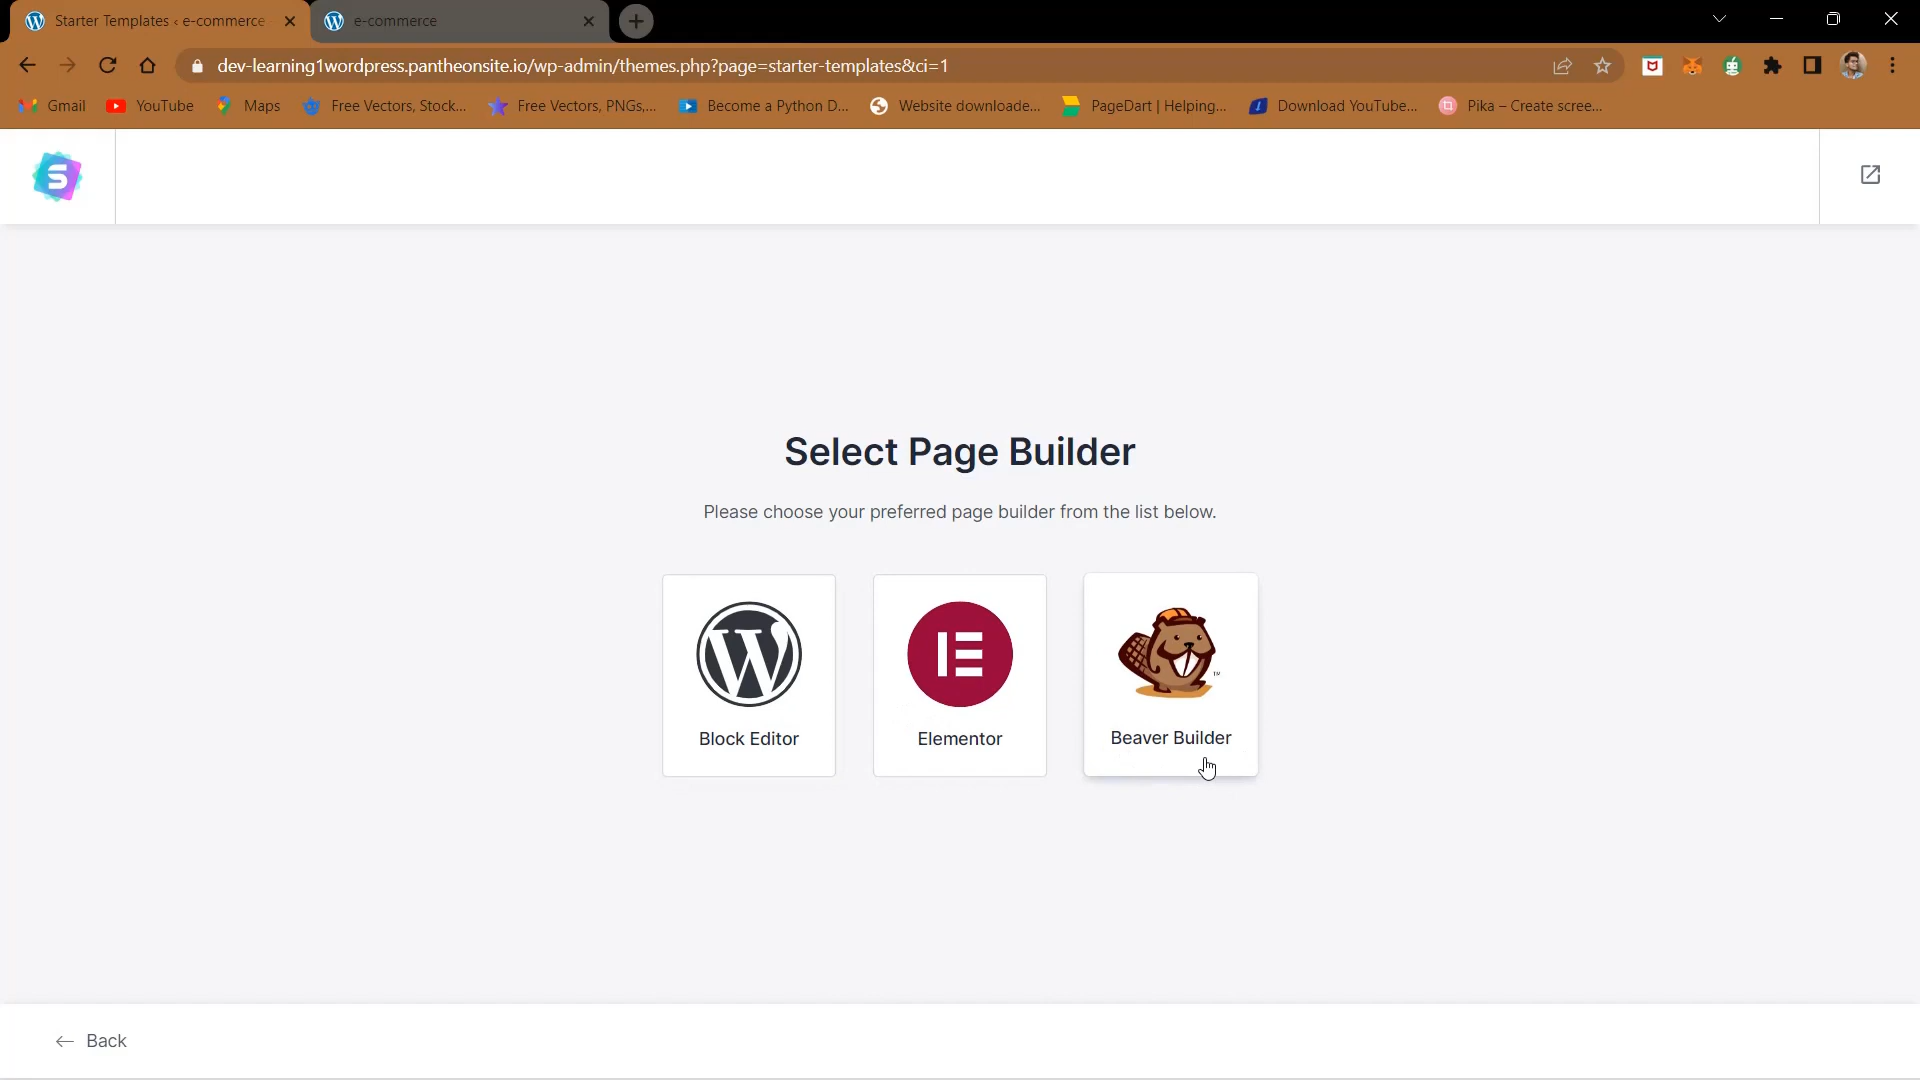 Starter Templates ‹ e-commerce
e-commerce
dev-learning1wordpress.pantheonsite.io/wp-admin/themes.php?page=starter-templates&ci=1
Gmail
YouTube
Maps
Free Vectors, Stock...
Free Vectors, PNGs,...
Become a Python D...
Website downloade...
PageDart | Helping,...
Download YouTube...
Pika – Create scree...
S
Select Page Builder
Please choose your preferred page builder from the list below.
Block Editor
Elementor
TM
Beaver Builder
← Back